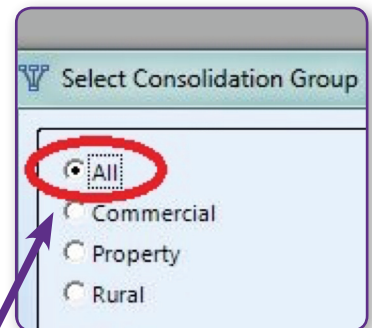 Select Consolidation Group
All
Commercial
Property
Rural